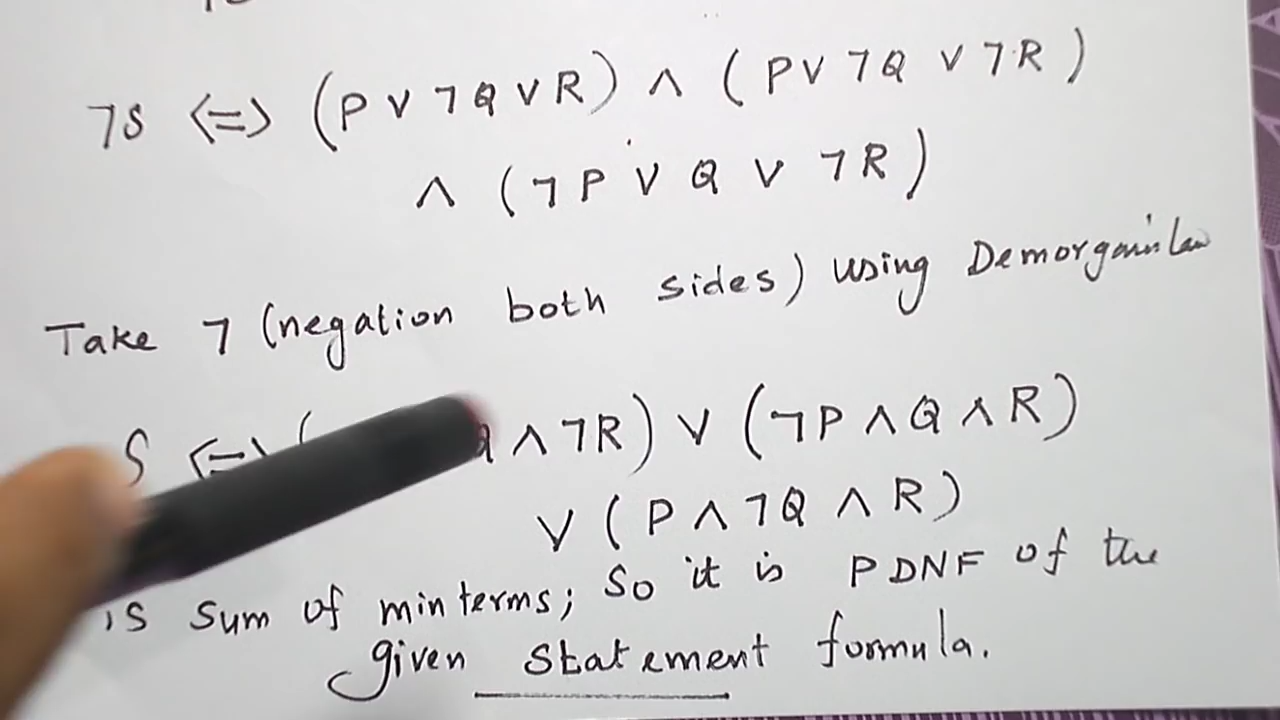 ¬S <=> (P ∨ ¬Q ∨ R) ∧ (P ∨ ¬Q ∨ ¬R)
∧ (¬P ∨ Q ∨ ¬R)
Take ¬ (negation both sides) using Demorgan's law
S <=> ( ∧ ¬R) ∨ (¬P ∧ Q ∧ R)
∨ (P ∧ ¬Q ∧ R)
is sum of minterms; So it is PDNF of the
given statement formula.